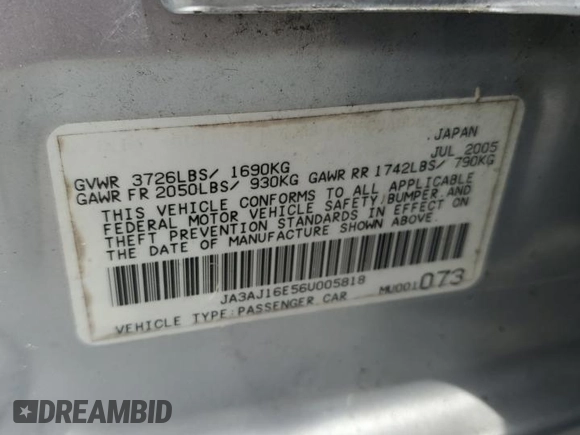 JAPAN
JUL 2005
GVWR 3726LBS/ 1690KG
GAWR FR 2050LBS/ 930KG GAWR RR 1742LBS/ 790KG
THIS VEHICLE CONFORMS TO ALL APPLICABLE
FEDERAL MOTOR VEHICLE SAFETY/BUMPER AND
THEFT PREVENTION STANDARDS IN EFFECT ON
THE DATE OF MANUFACTURE SHOWN ABOVE.
JA3AJ16E56U005818
VEHICLE TYPE:PASSENGER CAR
MU001 073
DREAMBID